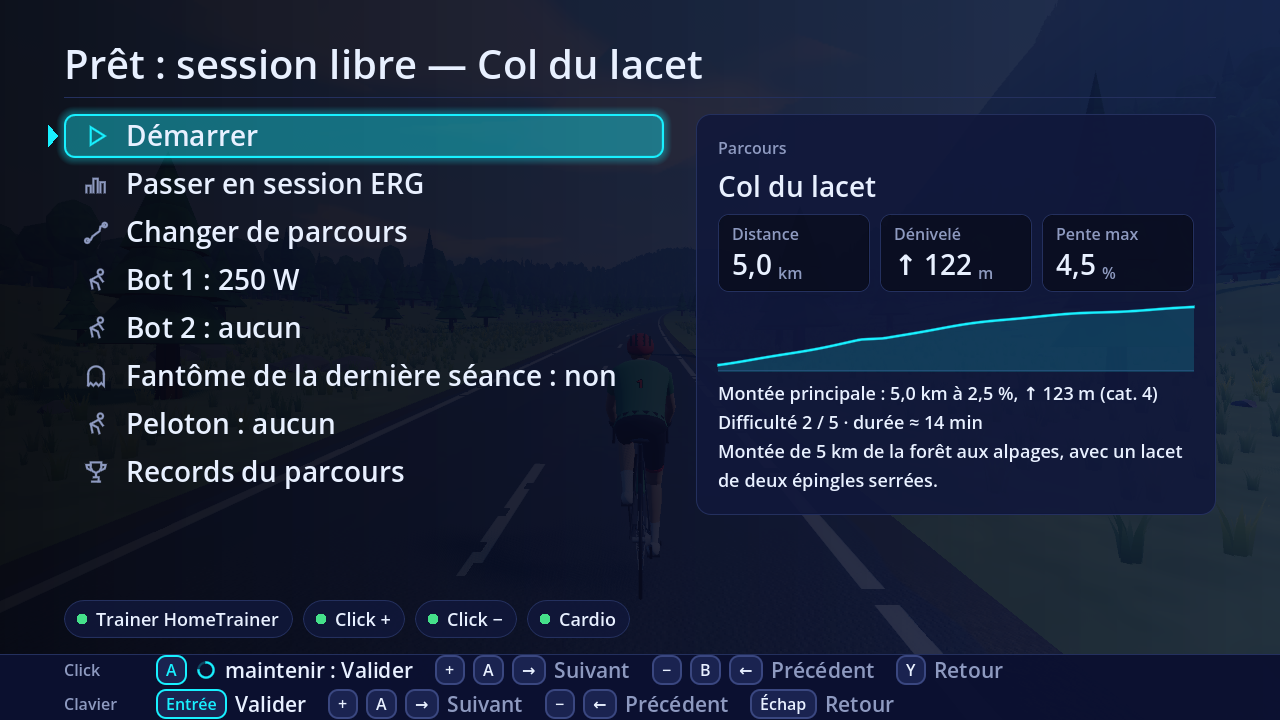 Prêt : session libre — Col du lacet
Démarrer
Passer en session ERG
Changer de parcours
Bot 1 : 250 W
Bot 2 : aucun
Fantôme de la dernière séance : non
Peloton : aucun
Records du parcours
Parcours
Col du lacet
Distance
5,0 km
Dénivelé
↑ 122 m
Pente max
4,5 %
Montée principale : 5,0 km à 2,5 %, ↑ 123 m (cat. 4)
Difficulté 2 / 5 · durée ≈ 14 min
Montée de 5 km de la forêt aux alpages, avec un lacet
de deux épingles serrées.
Trainer HomeTrainer
Click +
Click −
Cardio
Click A maintenir : Valider + A → Suivant − B ← Précédent Y Retour
Clavier Entrée Valider + A → Suivant − ← Précédent Échap Retour